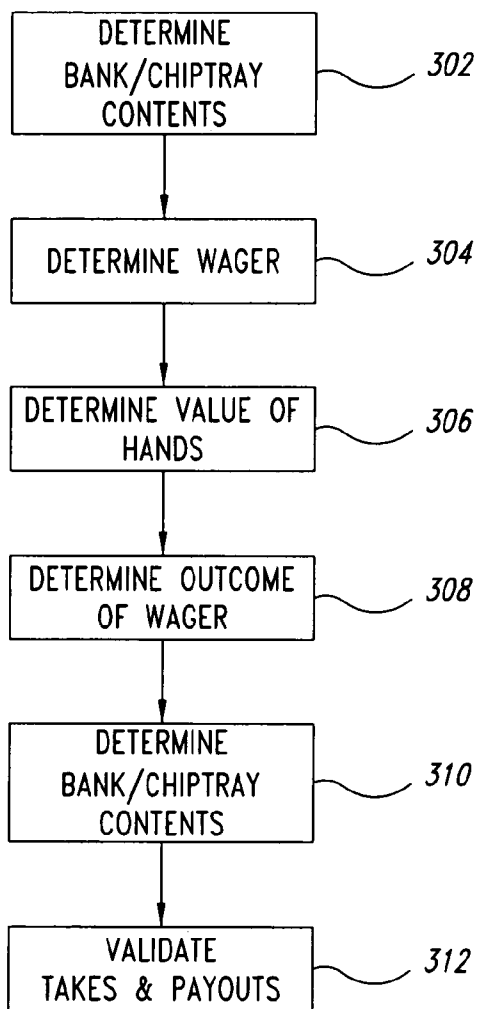 DETERMINE
BANK/CHIPTRAY
CONTENTS
302
DETERMINE WAGER
304
DETERMINE VALUE OF
HANDS
306
DETERMINE OUTCOME
OF WAGER
308
DETERMINE
BANK/CHIPTRAY
CONTENTS
310
VALIDATE
TAKES & PAYOUTS
312